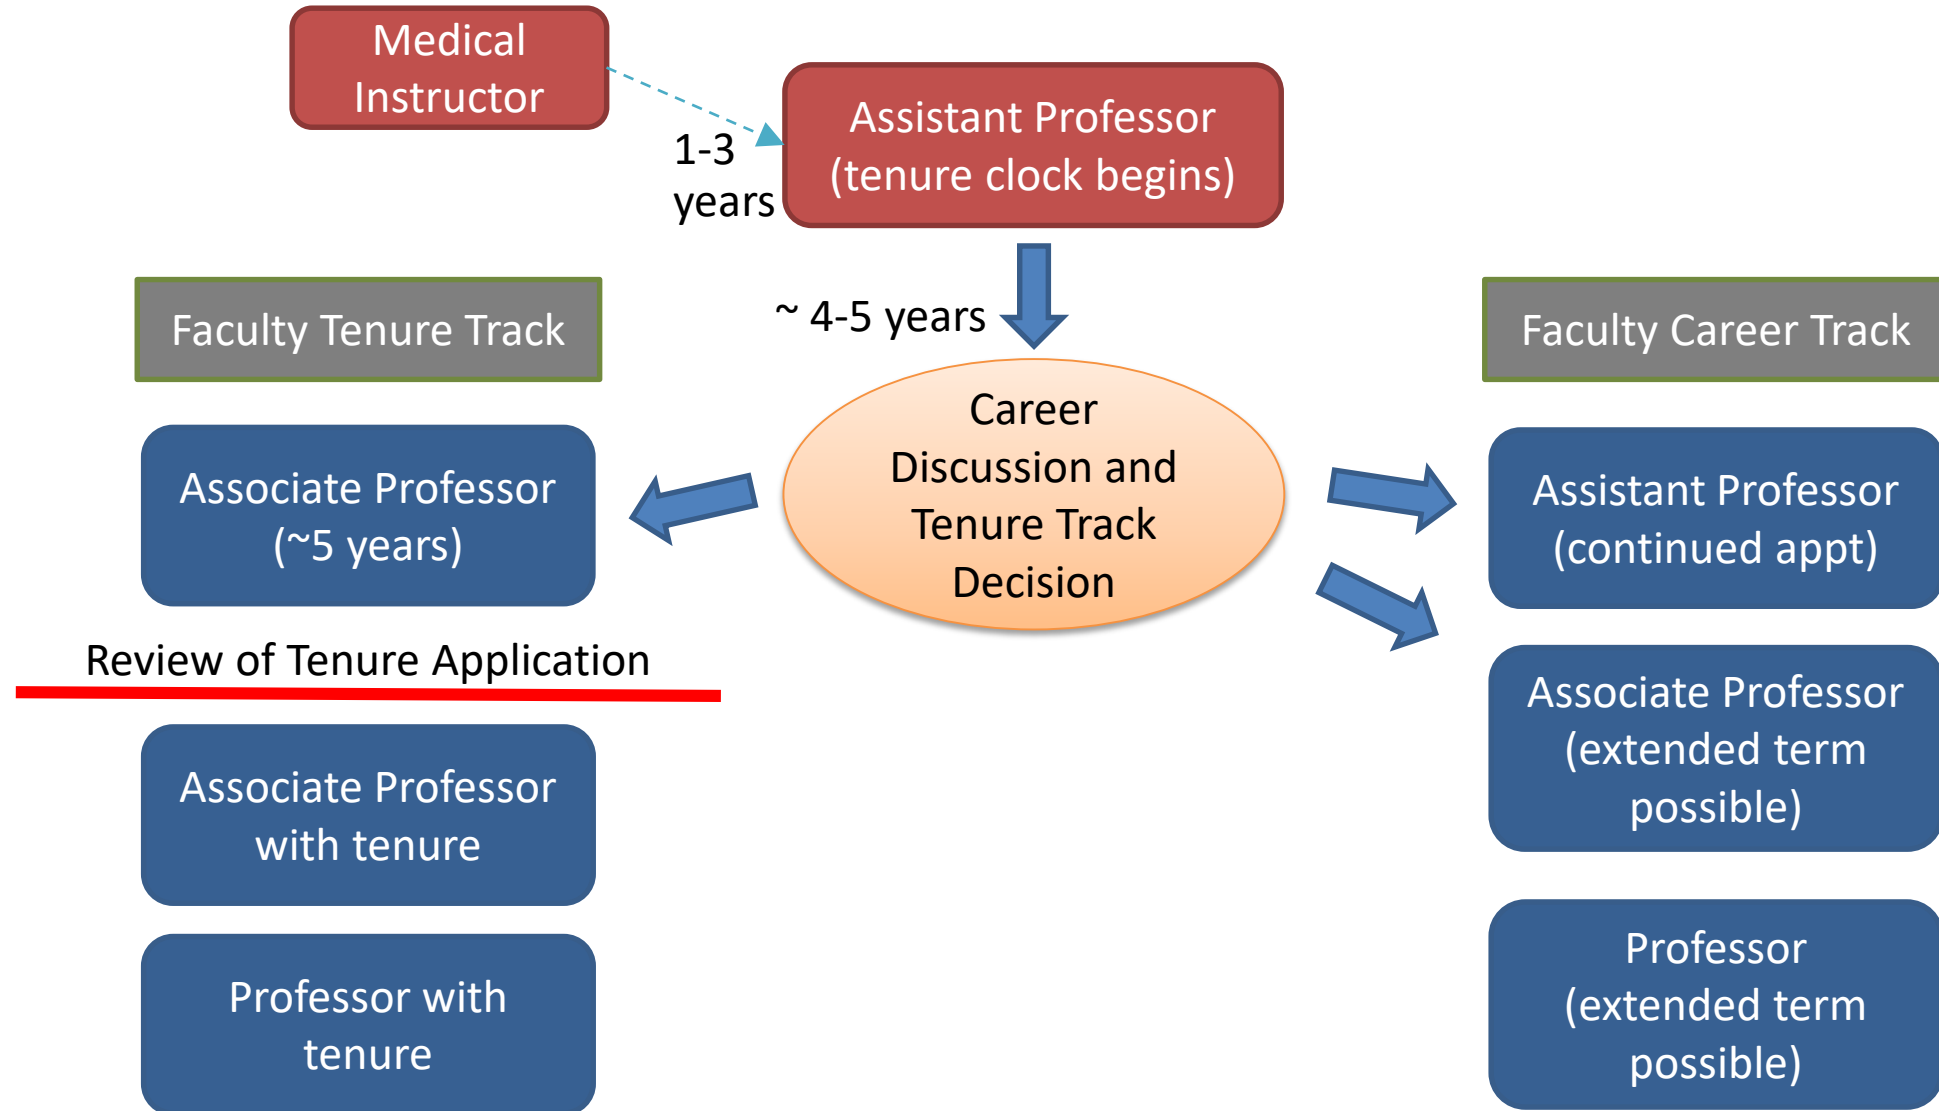 Medical
Instructor
Assistant Professor
(tenure clock begins)
1-3
years
~ 4-5 years
Faculty Tenure Track
Faculty Career Track
Career
Discussion and
Tenure Track
Decision
Associate Professor
(~5 years)
Review of Tenure Application
Associate Professor
with tenure
Professor with
tenure
Assistant Professor
(continued appt)
Associate Professor
(extended term
possible)
Professor
(extended term
possible)